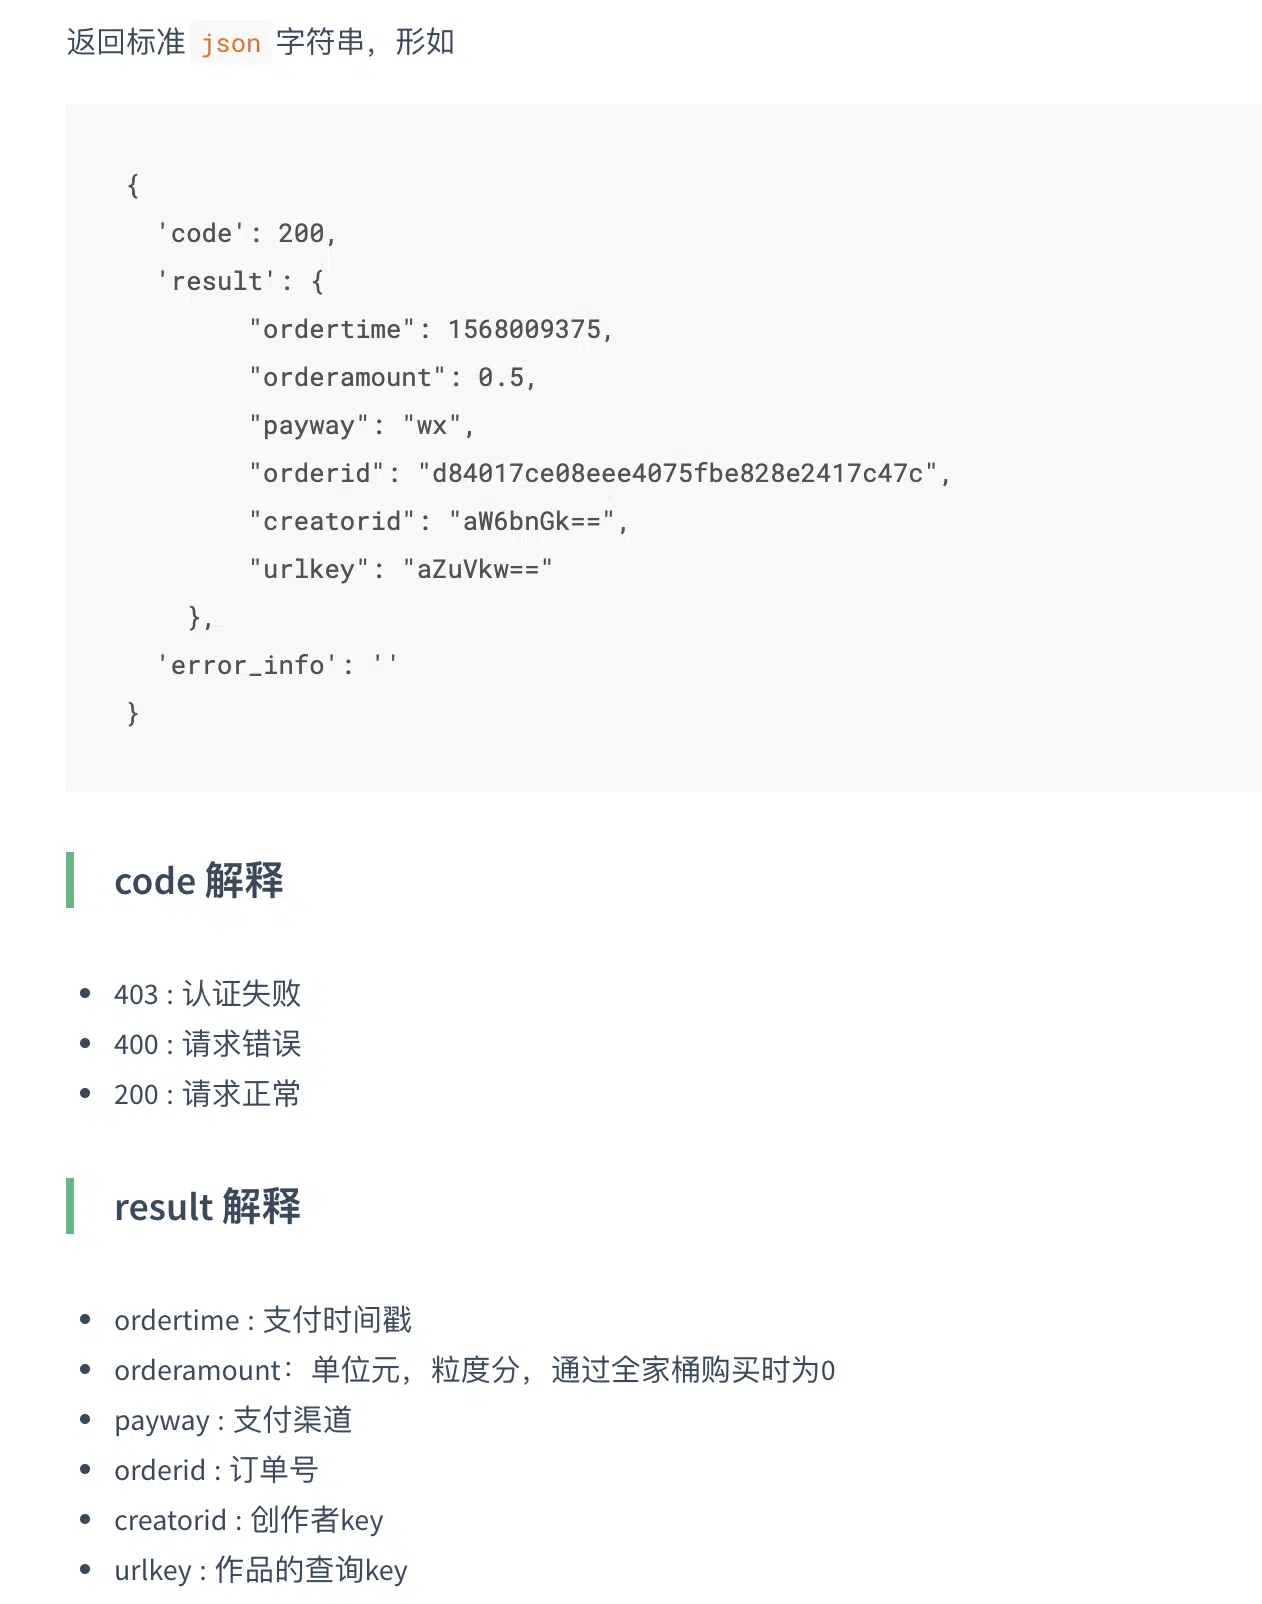 返回标准 json 字符串，形如
{
  'code': 200,
  'result': {
        "ordertime": 1568009375,
        "orderamount": 0.5,
        "payway": "wx",
        "orderid": "d84017ce08eee4075fbe828e2417c47c",
        "creatorid": "aW6bnGk==",
        "urlkey": "aZuVkw=="
    },
  'error_info': ''
}
code 解释
403 : 认证失败
400 : 请求错误
200 : 请求正常
result 解释
ordertime : 支付时间戳
orderamount：单位元，粒度分，通过全家桶购买时为0
payway : 支付渠道
orderid : 订单号
creatorid : 创作者key
urlkey : 作品的查询key